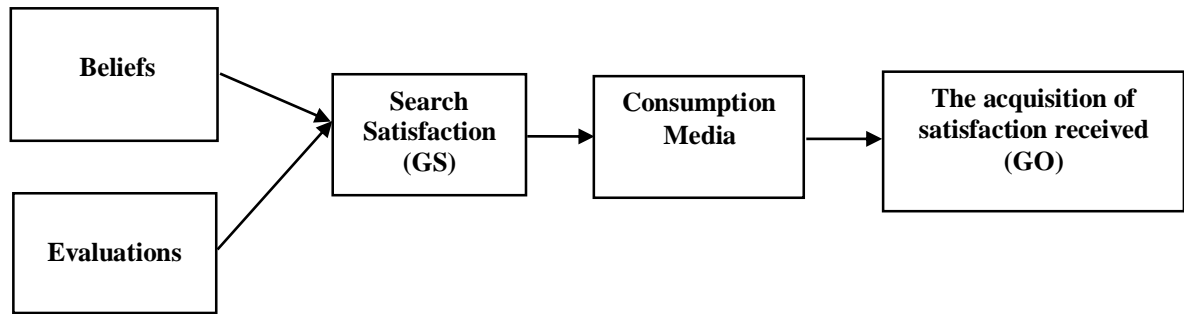 Beliefs
Evaluations
Search
Satisfaction
(GS)
Consumption
Media
The acquisition of
satisfaction received
(GO)